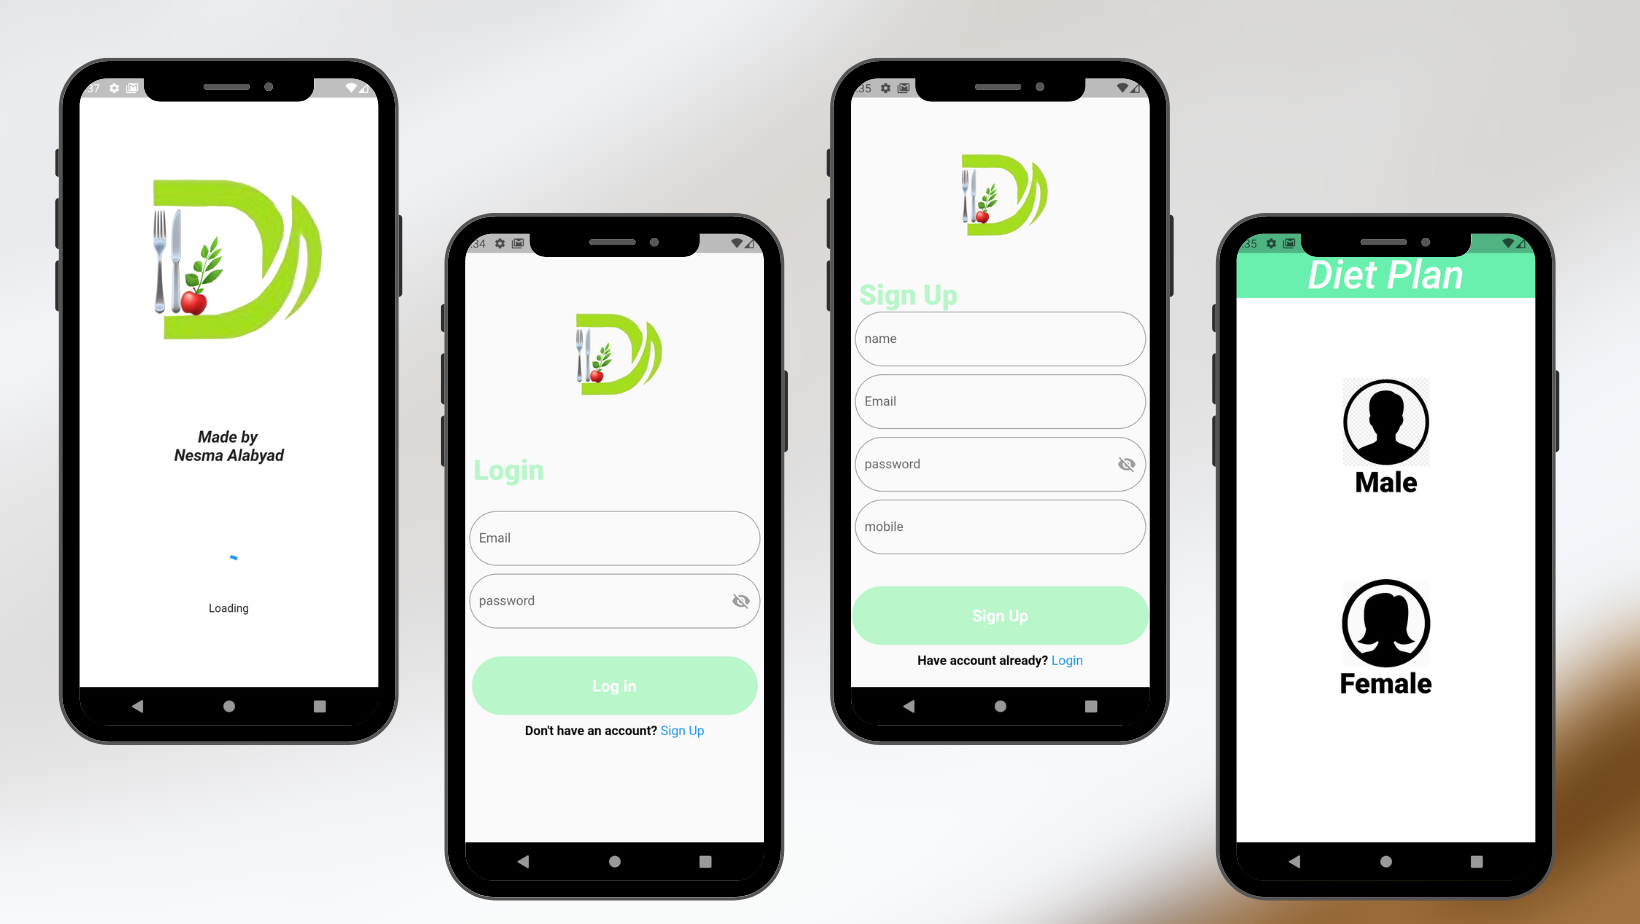 37
Made by
Nesma Alabyad
Loading
34
Login
Email
password
Log in
Don't have an account? Sign Up
35
Sign Up
name
Email
password
mobile
Sign Up
Have account already? Login
35
Diet Plan
Male
Female